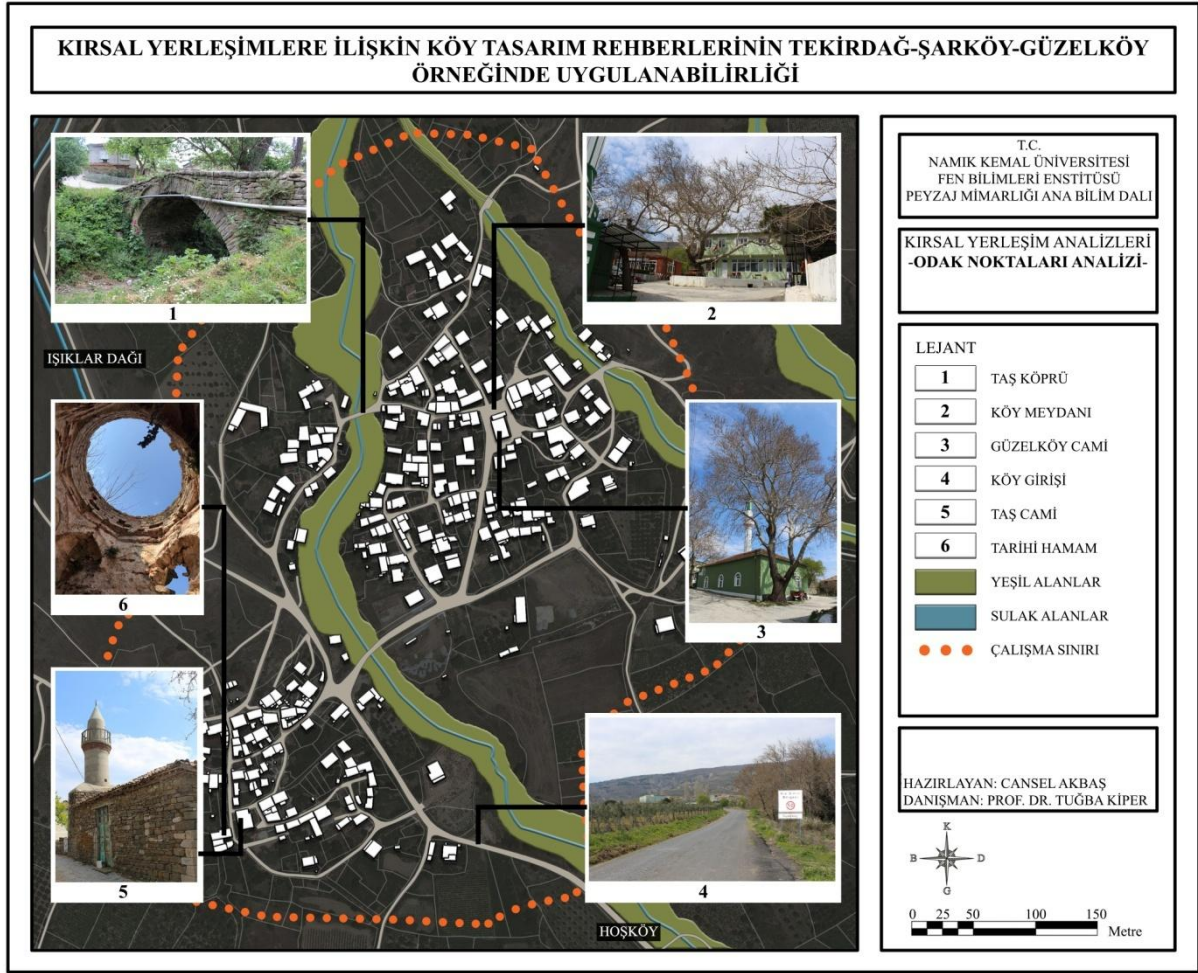 KIRSAL YERLEŞİMLERE İLİŞKİN KÖY TASARIM REHBERLERİNİN TEKİRDAĞ-ŞARKÖY-GÜZELKÖY
ÖRNEĞİNDE UYGULANABİLİRLİĞİ
1
2
IŞIKLAR DAĞI
6
3
5
4
HOŞKÖY
T.C.
NAMIK KEMAL ÜNİVERSİTESİ
FEN BİLİMLERİ ENSTİTÜSÜ
PEYZAJ MİMARLIĞI ANA BİLİM DALI
KIRSAL YERLEŞİM ANALİZLERİ
-ODAK NOKTALARI ANALİZİ-
LEJANT
1 TAŞ KÖPRÜ
2 KÖY MEYDANI
3 GÜZELKÖY CAMİ
4 KÖY GİRİŞİ
5 TAŞ CAMİ
6 TARİHİ HAMAM
YEŞİL ALANLAR
SULAK ALANLAR
ÇALIŞMA SINIRI
HAZIRLAYAN: CANSEL AKBAŞ
DANIŞMAN: PROF. DR. TUĞBA KİPER
K
B D
G
0 25 50 100 150
Metre